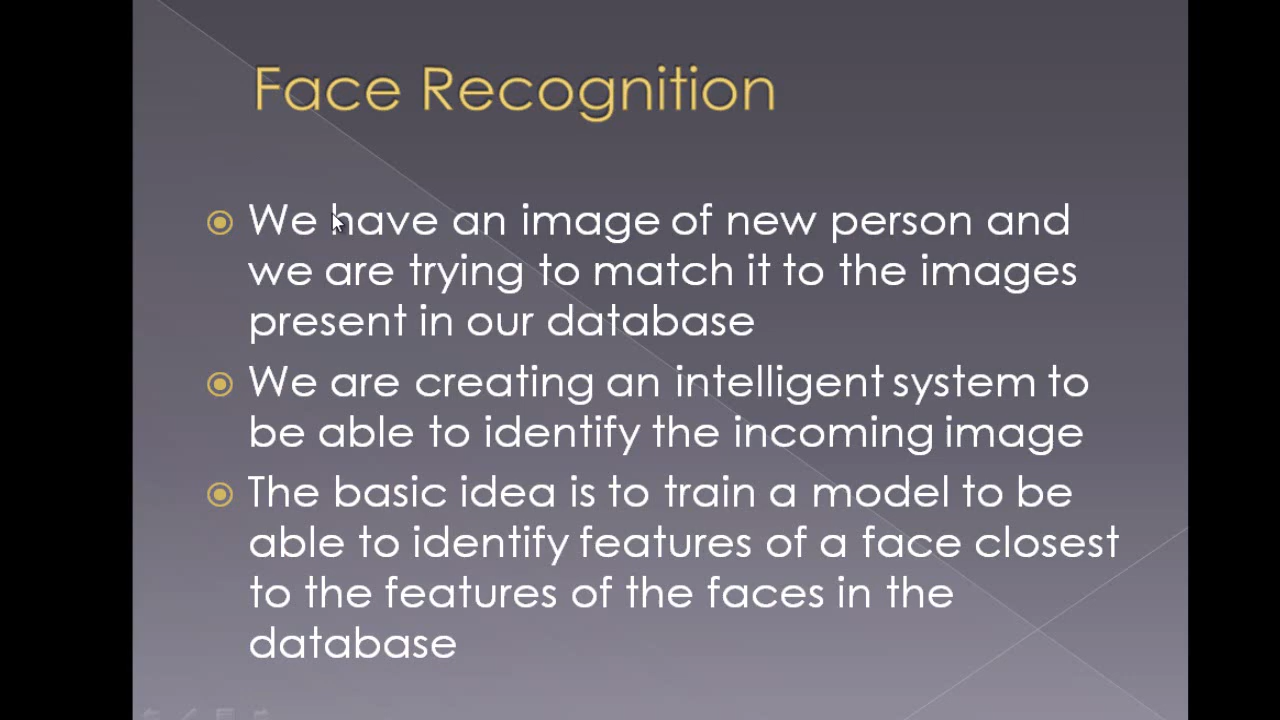 Face Recognition
We have an image of new person and
we are trying to match it to the images
present in our database
We are creating an intelligent system to
be able to identify the incoming image
The basic idea is to train a model to be
able to identify features of a face closest
to the features of the faces in the
database